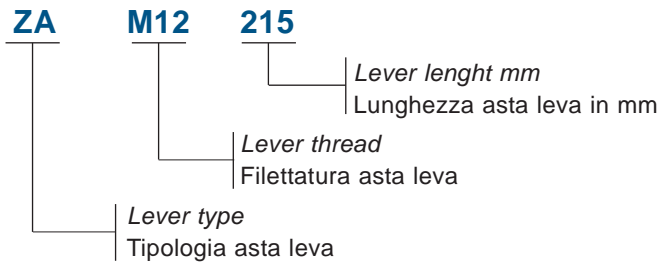 ZA M12 215
Lever lenght mm
Lunghezza asta leva in mm
Lever thread
Filettatura asta leva
Lever type
Tipologia asta leva